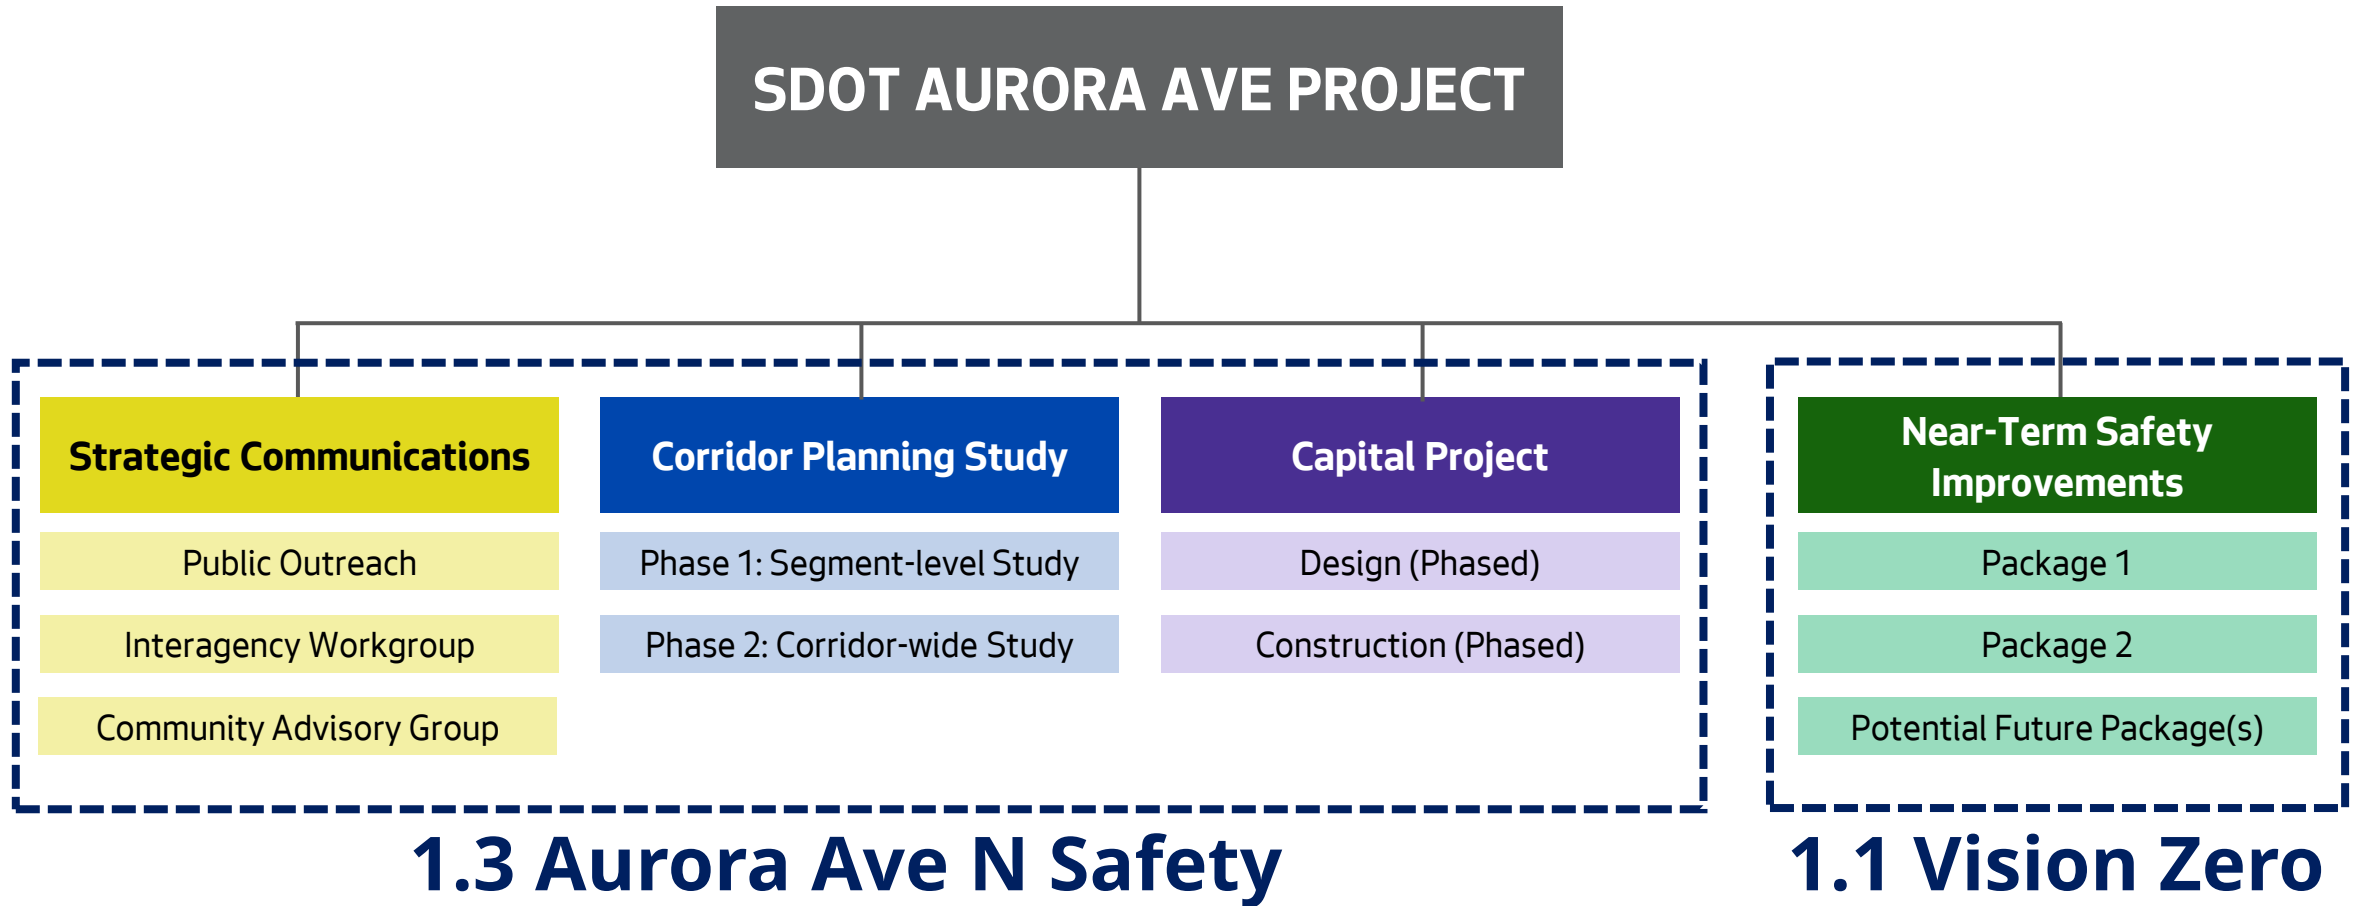 SDOT AURORA AVE PROJECT
Strategic Communications
Public Outreach
Interagency Workgroup
Community Advisory Group
Corridor Planning Study
Phase 1: Segment-level Study
Phase 2: Corridor-wide Study
Capital Project
Design (Phased)
Construction (Phased)
Near-Term Safety
Improvements
Package 1
Package 2
Potential Future Package(s)
1.3 Aurora Ave N Safety
1.1 Vision Zero